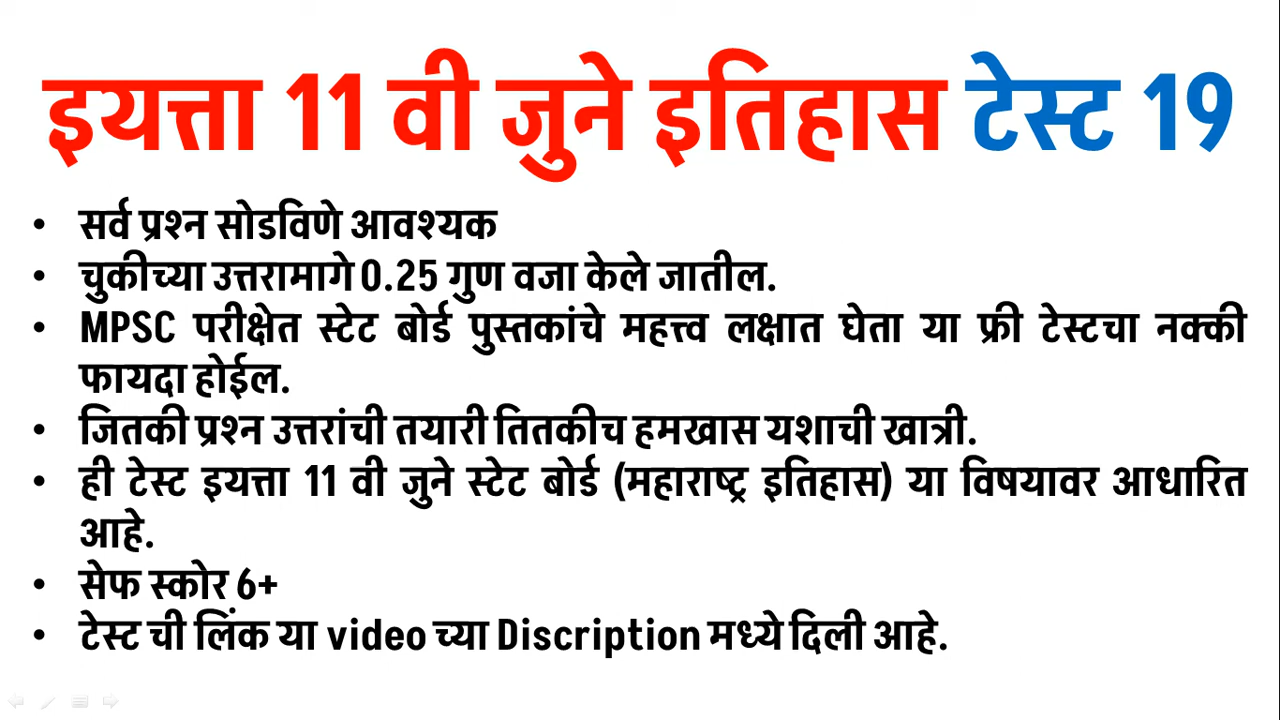 इयत्ता 11 वी जुने इतिहास टेस्ट 19
• सर्व प्रश्न सोडविणे आवश्यक
• चुकीच्या उत्तरामागे 0.25 गुण वजा केले जातील.
• MPSC परीक्षेत स्टेट बोर्ड पुस्तकांचे महत्त्व लक्षात घेता या फ्री टेस्टचा नक्की
फायदा होईल.
• जितकी प्रश्न उत्तरांची तयारी तितकीच हमखास यशाची खात्री.
• ही टेस्ट इयत्ता 11 वी जुने स्टेट बोर्ड (महाराष्ट्र इतिहास) या विषयावर आधारित
आहे.
• सेफ स्कोर 6+
• टेस्ट ची लिंक या video च्या Discription मध्ये दिली आहे.